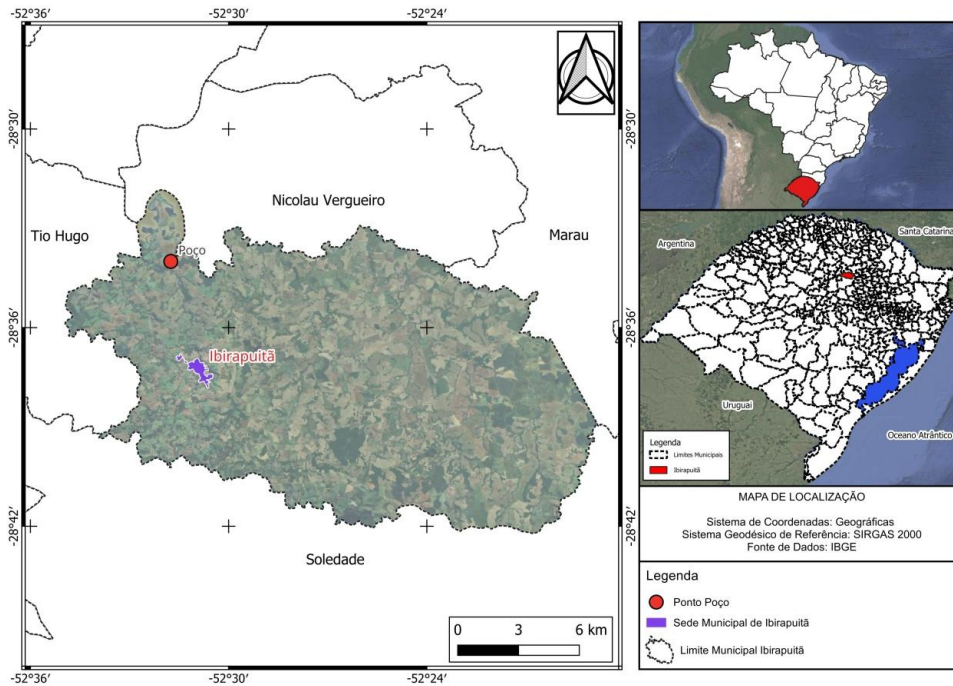 -52°36'
-52°30'
-52°24'
-28°30'
-28°30'
Nicolau Vergueiro
Tio Hugo
Marau
Poço
-28°36'
-28°36'
Ibirapuitã
-28°42'
-28°42'
Soledade
0 3 6 km
-52°36'
-52°30'
-52°24'
Santa Catarina
Argentina
Uruguai
Oceano Atlântico
Legenda
Limites Municipais
Ibirapuitã
MAPA DE LOCALIZAÇÃO
Sistema de Coordenadas: Geográficas
Sistema Geodésico de Referência: SIRGAS 2000
Fonte de Dados: IBGE
Legenda
Ponto Poço
Sede Municipal de Ibirapuitã
Limite Municipal Ibirapuitã